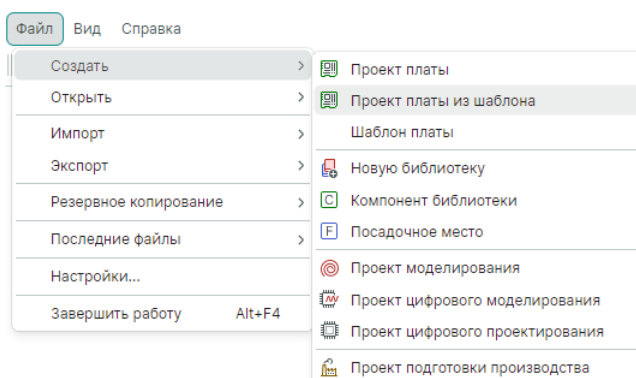 Файл Вид Справка
Создать
Открыть
Импорт
Экспорт
Резервное копирование
Последние файлы
Настройки...
Завершить работу Alt+F4
Проект платы
Проект платы из шаблона
Шаблон платы
Новую библиотеку
C Компонент библиотеки
F Посадочное место
Проект моделирования
Проект цифрового моделирования
Проект цифрового проектирования
Проект подготовки производства